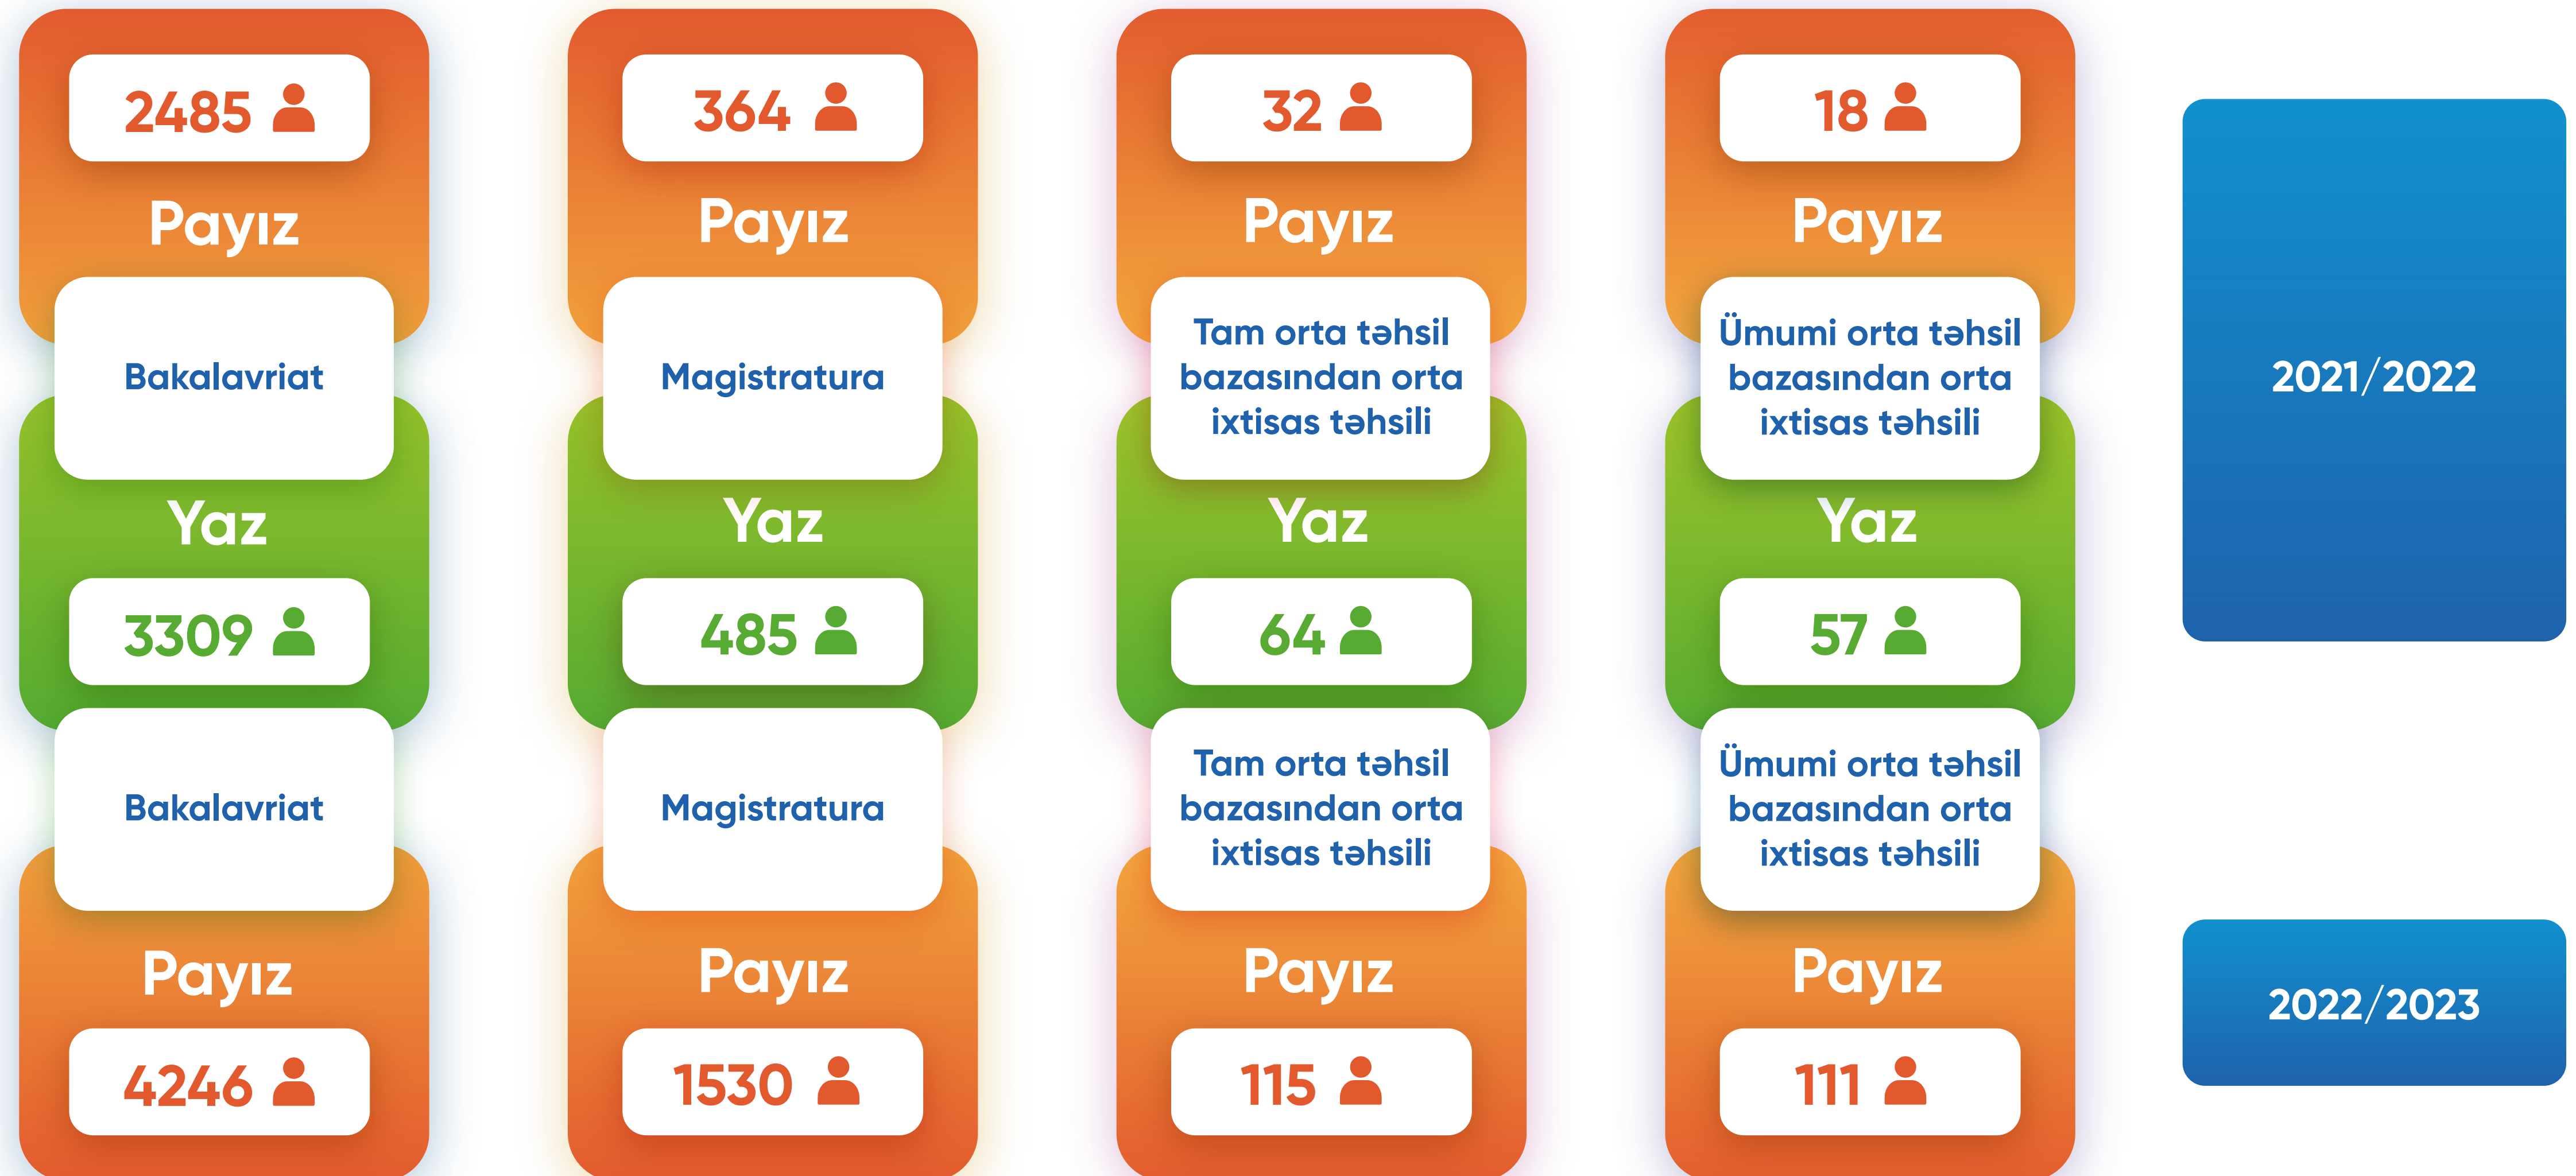 2485
Payız
Bakalavriat
Yaz
3309
Bakalavriat
Payız
4246
364
Payız
Magistratura
Yaz
485
Magistratura
Payız
1530
32
Payız
Tam orta təhsil
bazasından orta
ixtisas təhsili
Yaz
64
Tam orta təhsil
bazasından orta
ixtisas təhsili
Payız
115
18
Payız
Ümumi orta təhsil
bazasından orta
ixtisas təhsili
Yaz
57
Ümumi orta təhsil
bazasından orta
ixtisas təhsili
Payız
111
2021/2022
2022/2023